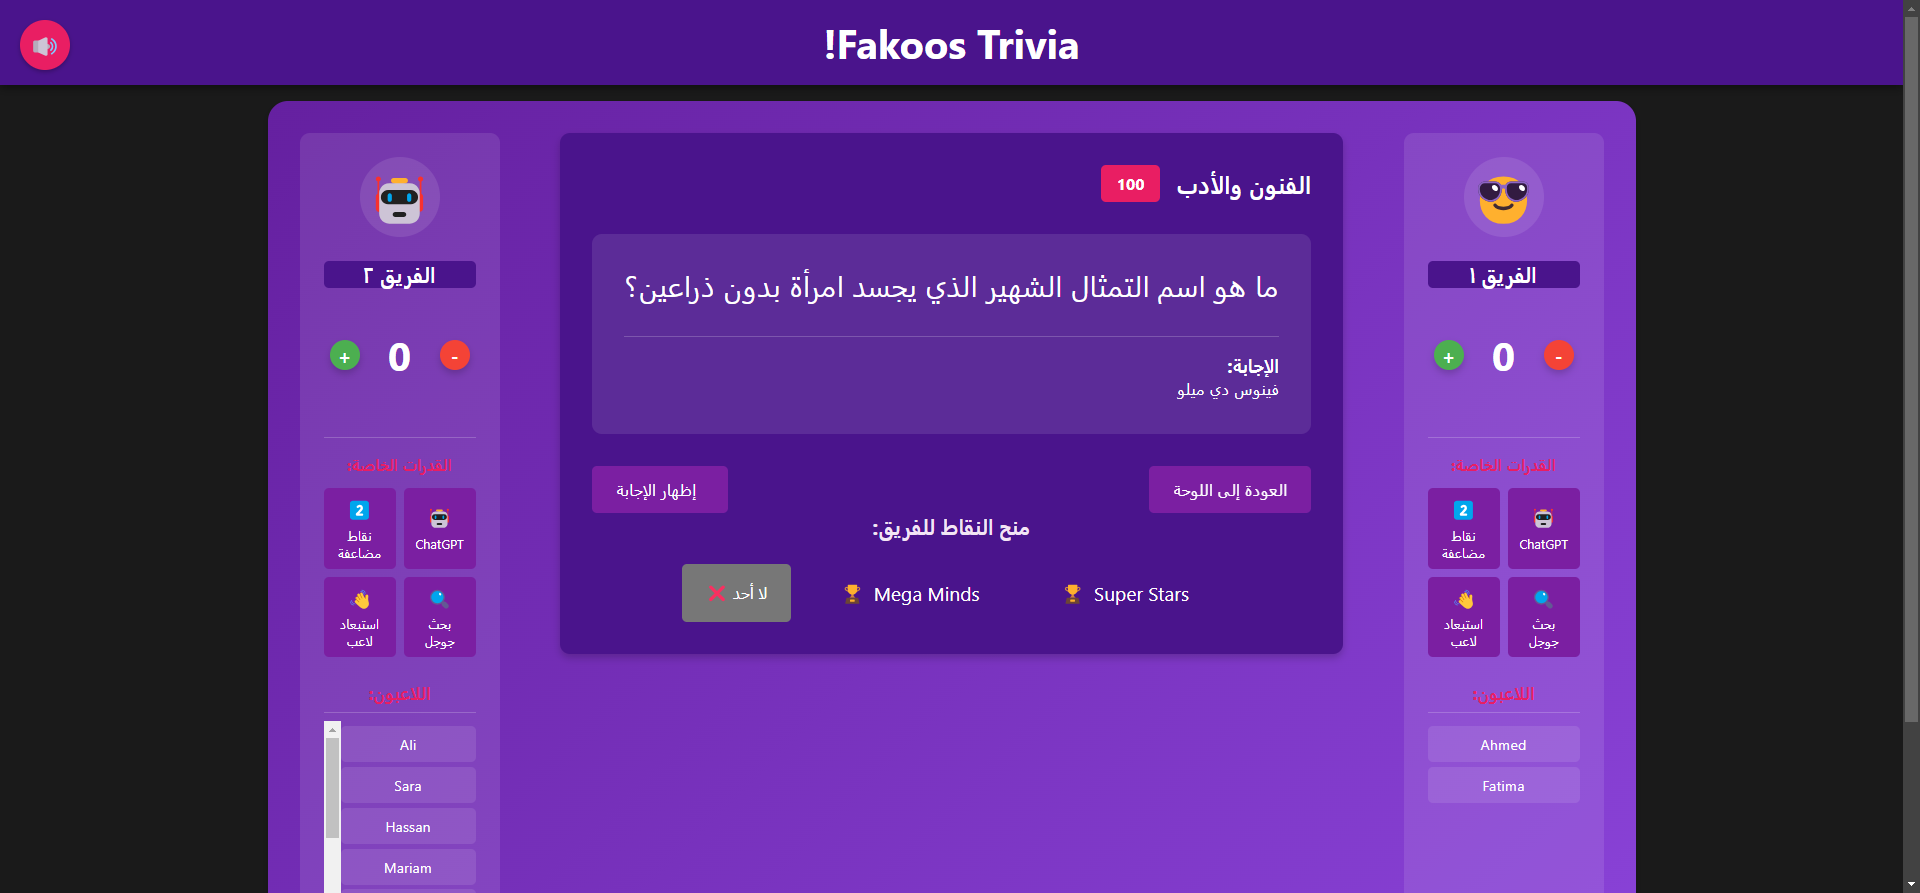 !Fakoos Trivia
الفريق ١
- 0 +
القدرات الخاصة:
ChatGPT
2
نقاط
مضاعفة
بحث
جوجل
استبعاد
لاعب
اللاعبون:
Ahmed
Fatima
الفنون والأدب 100
ما هو اسم التمثال الشهير الذي يجسد امرأة بدون ذراعين؟
الإجابة:
فينوس دي ميلو
العودة إلى اللوحة
إظهار الإجابة
منح النقاط للفريق:
Super Stars
Mega Minds
لا أحد
الفريق ٢
- 0 +
القدرات الخاصة:
ChatGPT
2
نقاط
مضاعفة
بحث
جوجل
استبعاد
لاعب
اللاعبون:
Ali
Sara
Hassan
Mariam